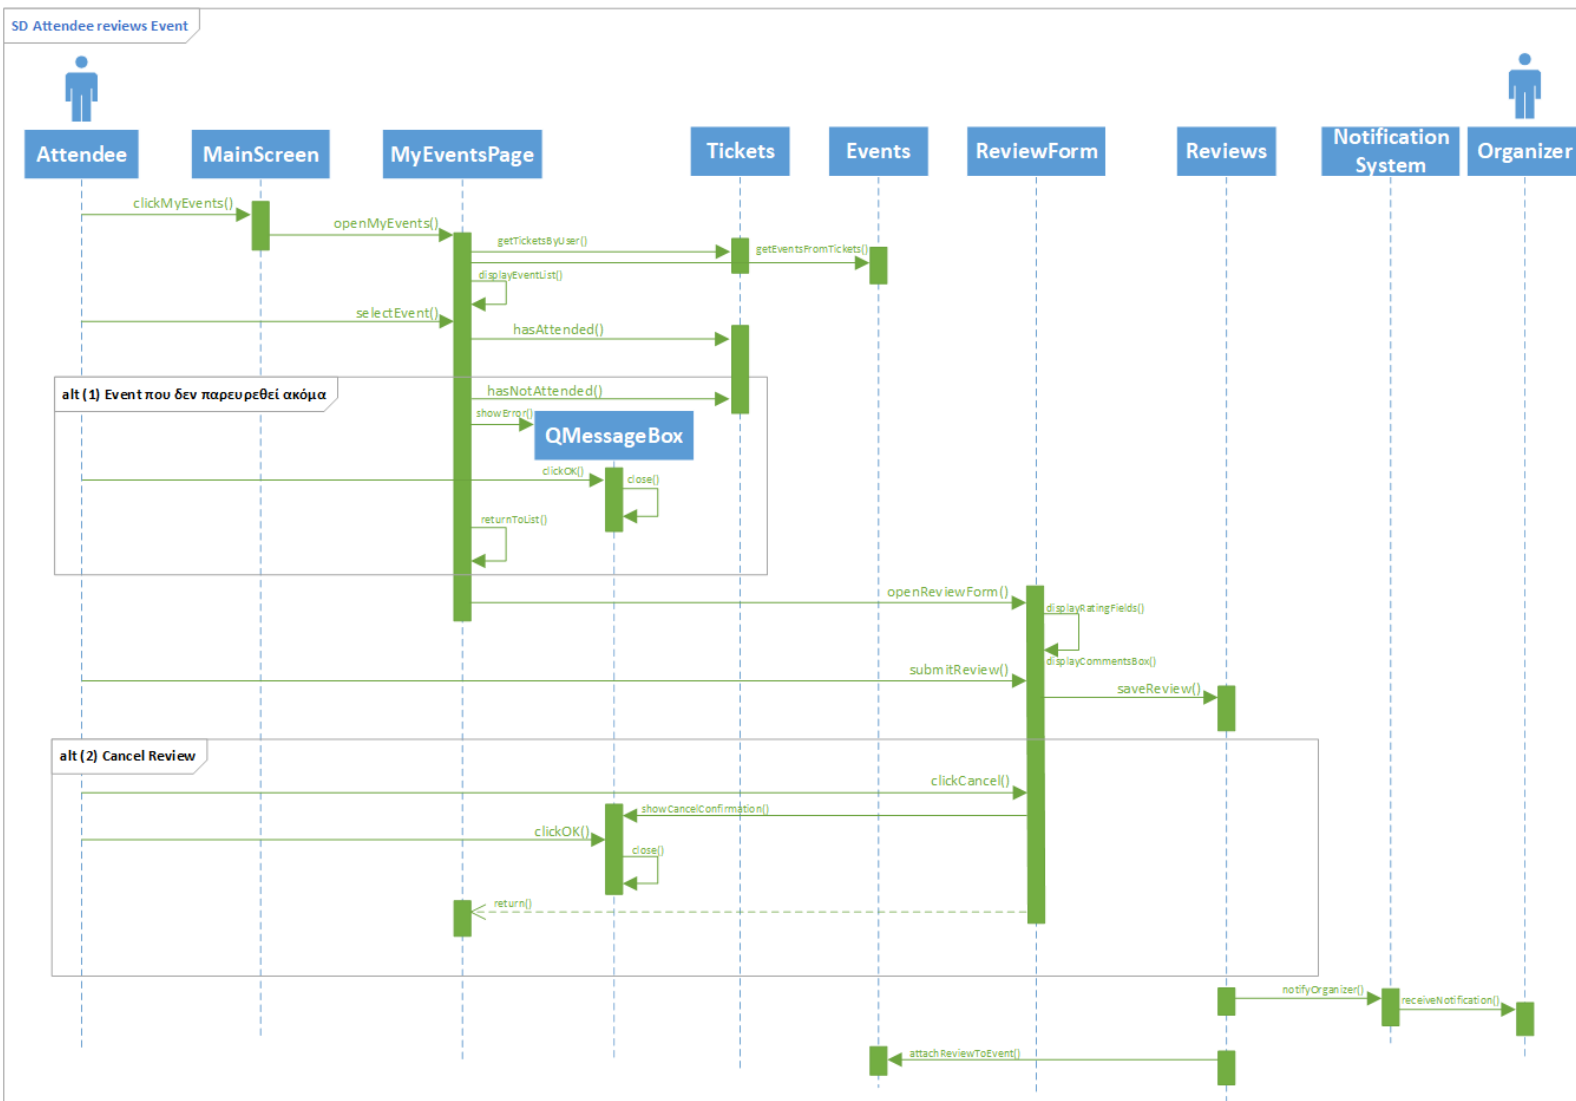 SD Attendee reviews Event
Attendee
MainScreen
MyEventsPage
Tickets
Events
ReviewForm
Reviews
Notification
System
Organizer
clickMyEvents()
openMyEvents()
getTicketsByUser()
getEventsFromTickets()
displayEventList()
selectEvent()
hasAttended()
alt (1) Event που δεν παρευρεθεί ακόμα
hasNotAttended()
showError()
QMessageBox
clickOK()
close()
returnToList()
openReviewForm()
displayRatingFields()
displayCommentsBox()
submitReview()
saveReview()
alt (2) Cancel Review
clickCancel()
showCancelConfirmation()
clickOK()
close()
return()
notifyOrganizer()
receiveNotification()
attachReviewToEvent()